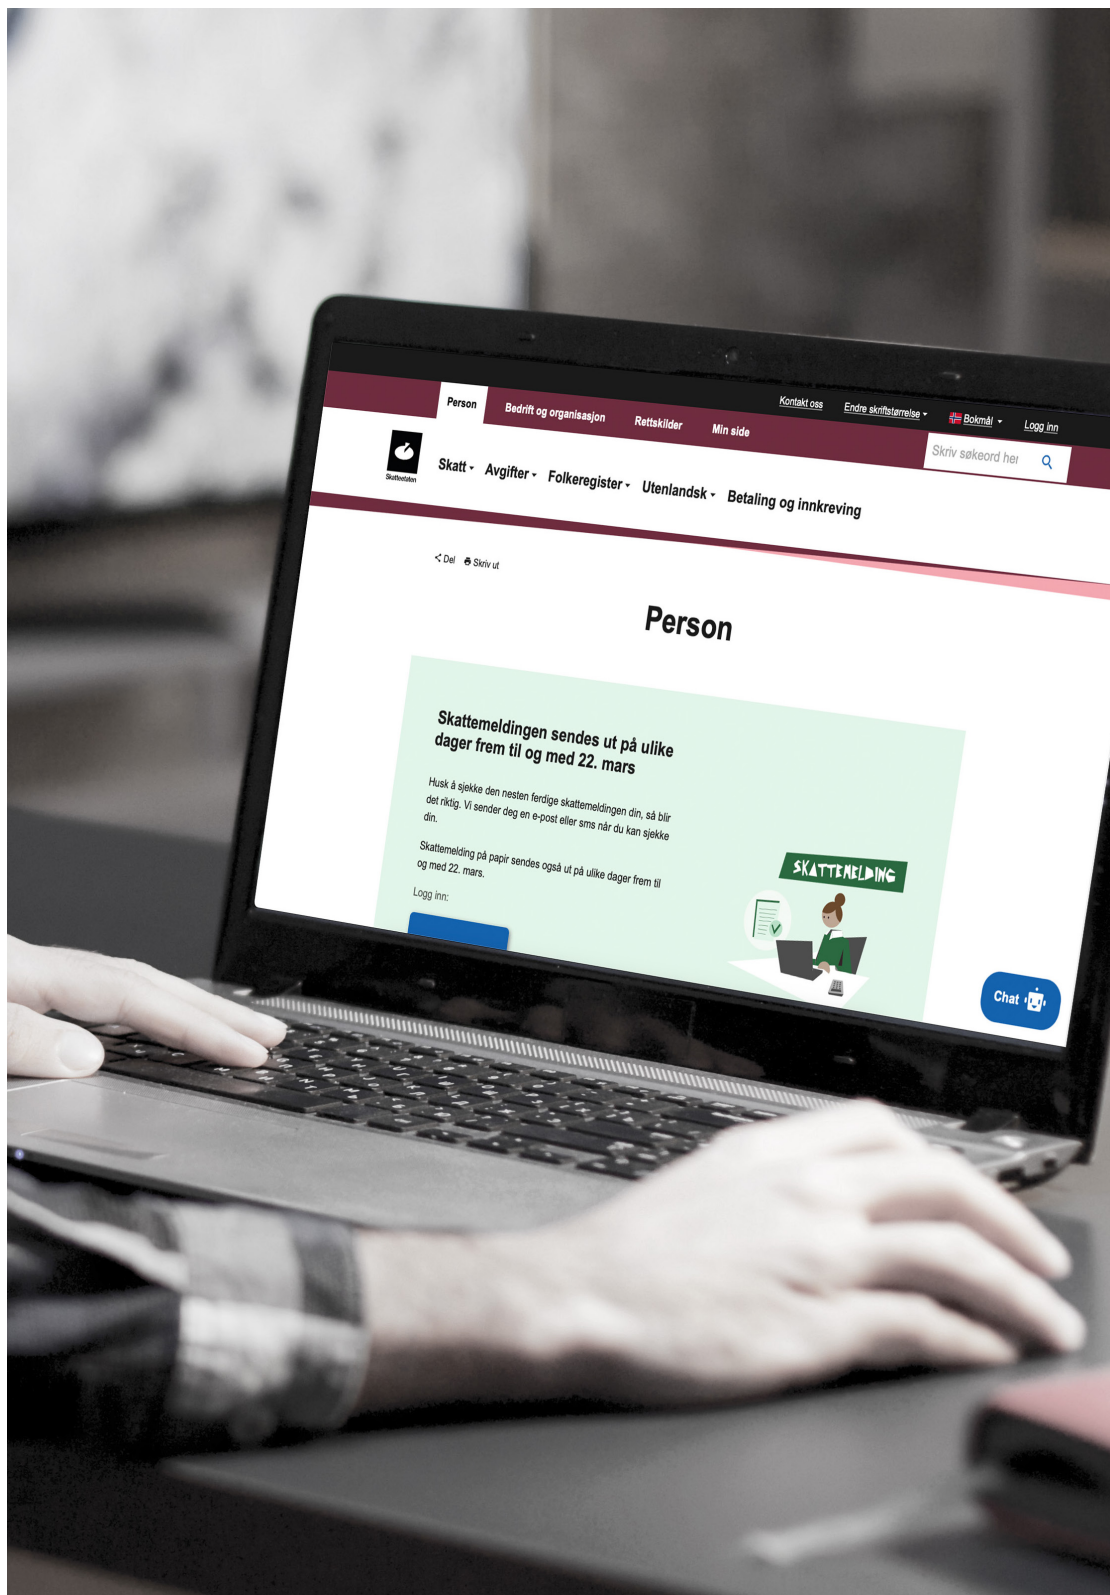 Kontakt oss Endre skriftstørrelse Bokmål Logg inn
Person Bedrift og organisasjon Rettskilder Min side
Skriv søkeord her
Skatteetaten
Skatt Avgifter Folkeregister Utenlandsk Betaling og innkreving
Del Skriv ut
Person
Skattemeldingen sendes ut på ulike
dager frem til og med 22. mars
Husk å sjekke den nesten ferdige skattemeldingen din, så blir
det riktig. Vi sender deg en e-post eller sms når du kan sjekke
din.
Skattemelding på papir sendes også ut på ulike dager frem til
og med 22. mars.
Logg inn:
SKATTEMELDING
Chat